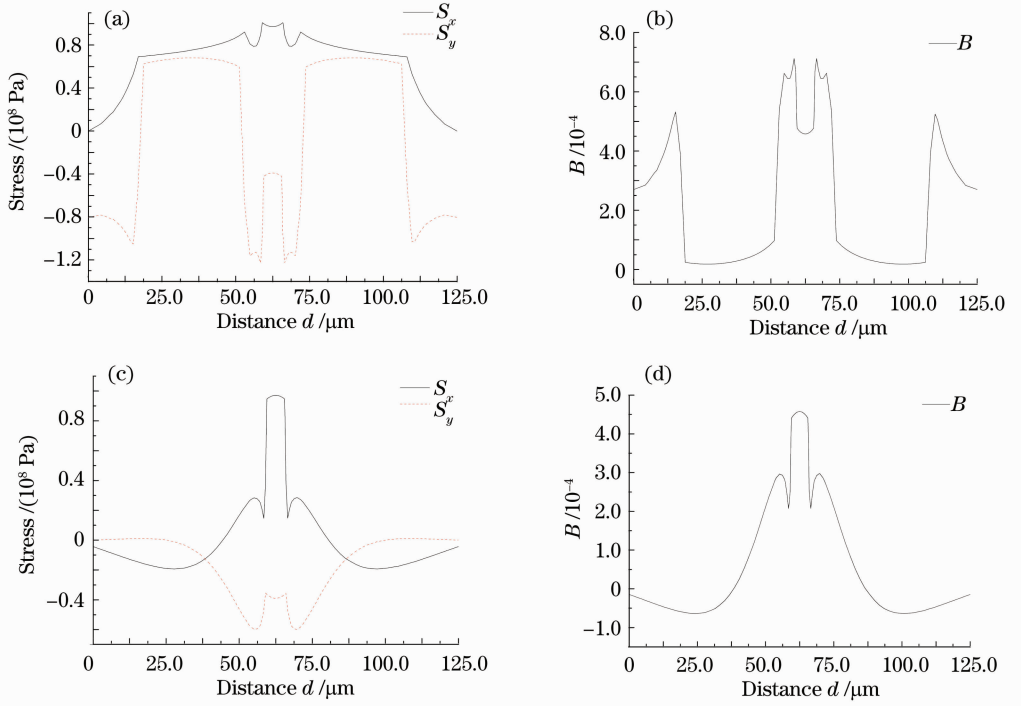 (a)
S_x
S_y
0.8
0.4
0
−0.4
−0.8
−1.2
Stress /(10⁸ Pa)
0 25.0 50.0 75.0 100.0 125.0
Distance d /μm
(b)
B
8.0
6.0
4.0
2.0
0
B /10⁻⁴
0 25.0 50.0 75.0 100.0 125.0
Distance d /μm
(c)
S_x
S_y
0.8
0.4
0
−0.4
Stress /(10⁸ Pa)
0 25.0 50.0 75.0 100.0 125.0
Distance d /μm
(d)
B
5.0
4.0
3.0
2.0
1.0
0
−1.0
B /10⁻⁴
0 25.0 50.0 75.0 100.0 125.0
Distance d /μm